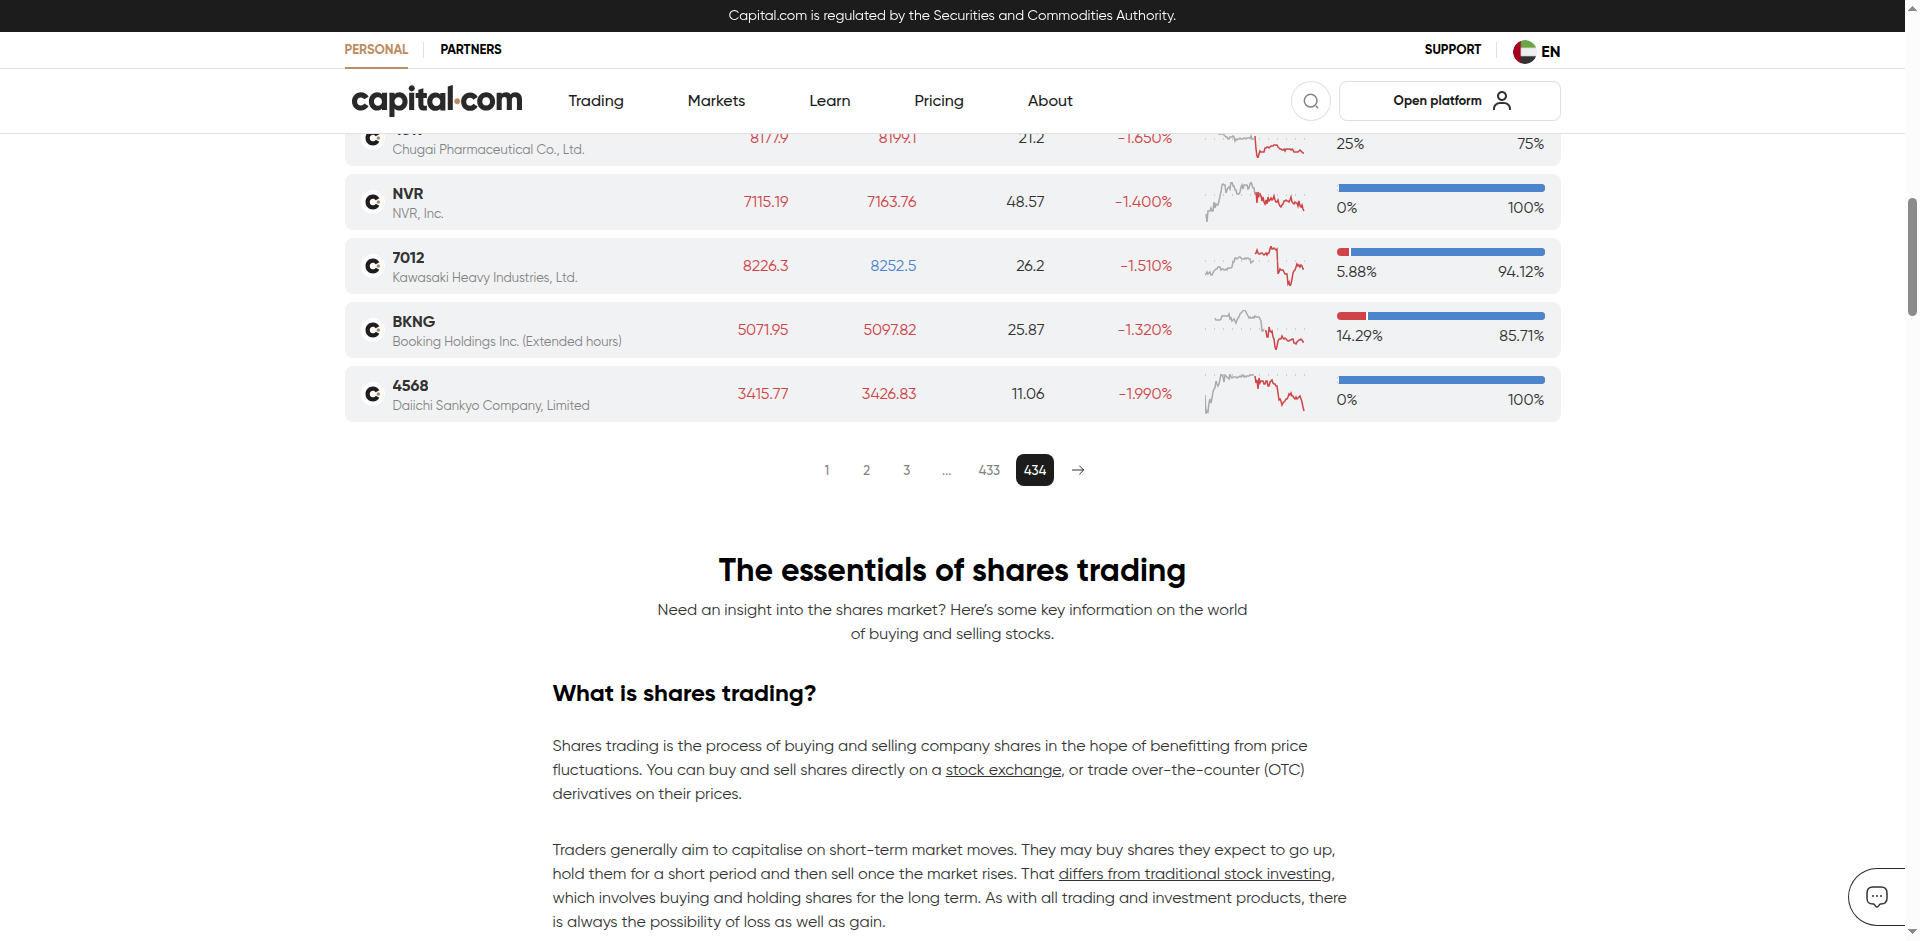 Capital.com is regulated by the Securities and Commodities Authority.
PERSONAL PARTNERS SUPPORT EN
capital.com Trading Markets Learn Pricing About Open platform
8177.9 8199.1 21.2 -1.650%
Chugai Pharmaceutical Co., Ltd. 25% 75%
NVR 7115.19 7163.76 48.57 -1.400%
NVR, Inc. 0% 100%
7012 8226.3 8252.5 26.2 -1.510%
Kawasaki Heavy Industries, Ltd. 5.88% 94.12%
BKNG 5071.95 5097.82 25.87 -1.320%
Booking Holdings Inc. (Extended hours) 14.29% 85.71%
4568 3415.77 3426.83 11.06 -1.990%
Daiichi Sankyo Company, Limited 0% 100%
1 2 3 ... 433 434 →
The essentials of shares trading
Need an insight into the shares market? Here’s some key information on the world
of buying and selling stocks.
What is shares trading?
Shares trading is the process of buying and selling company shares in the hope of benefitting from price
fluctuations. You can buy and sell shares directly on a stock exchange, or trade over-the-counter (OTC)
derivatives on their prices.
Traders generally aim to capitalise on short-term market moves. They may buy shares they expect to go up,
hold them for a short period and then sell once the market rises. That differs from traditional stock investing,
which involves buying and holding shares for the long term. As with all trading and investment products, there
is always the possibility of loss as well as gain.